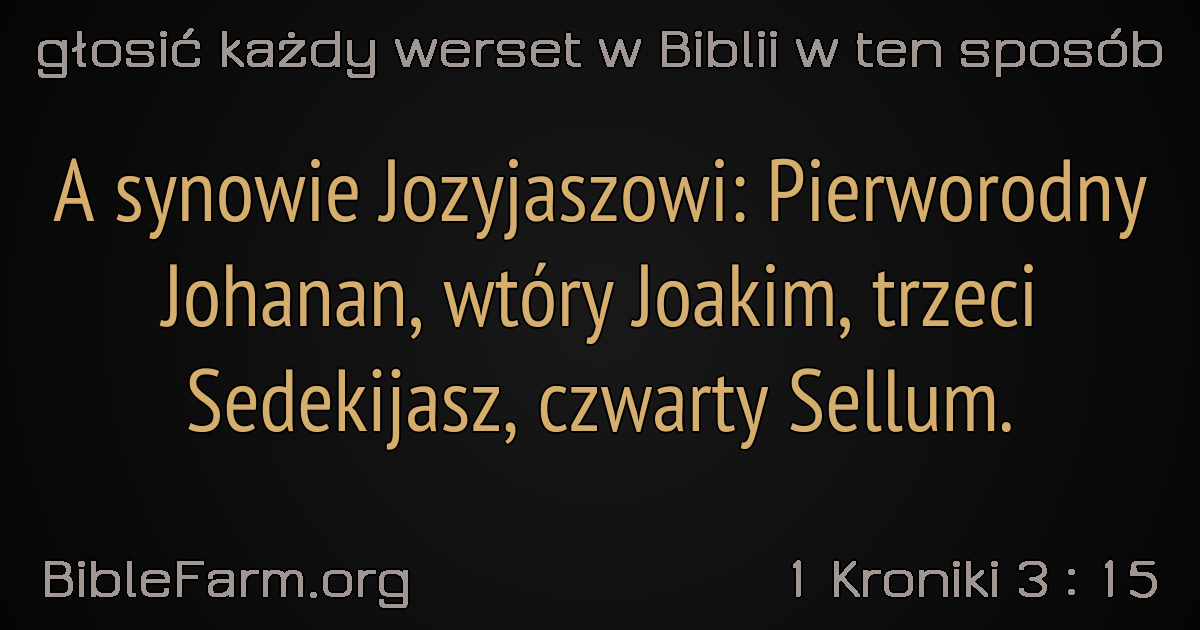 głosić każdy werset w Biblii w ten sposób
A synowie Jozyjaszowi: Pierworodny
Johanan, wtóry Joakim, trzeci
Sedekijasz, czwarty Sellum.
BibleFarm.org
1 Kroniki 3 : 15